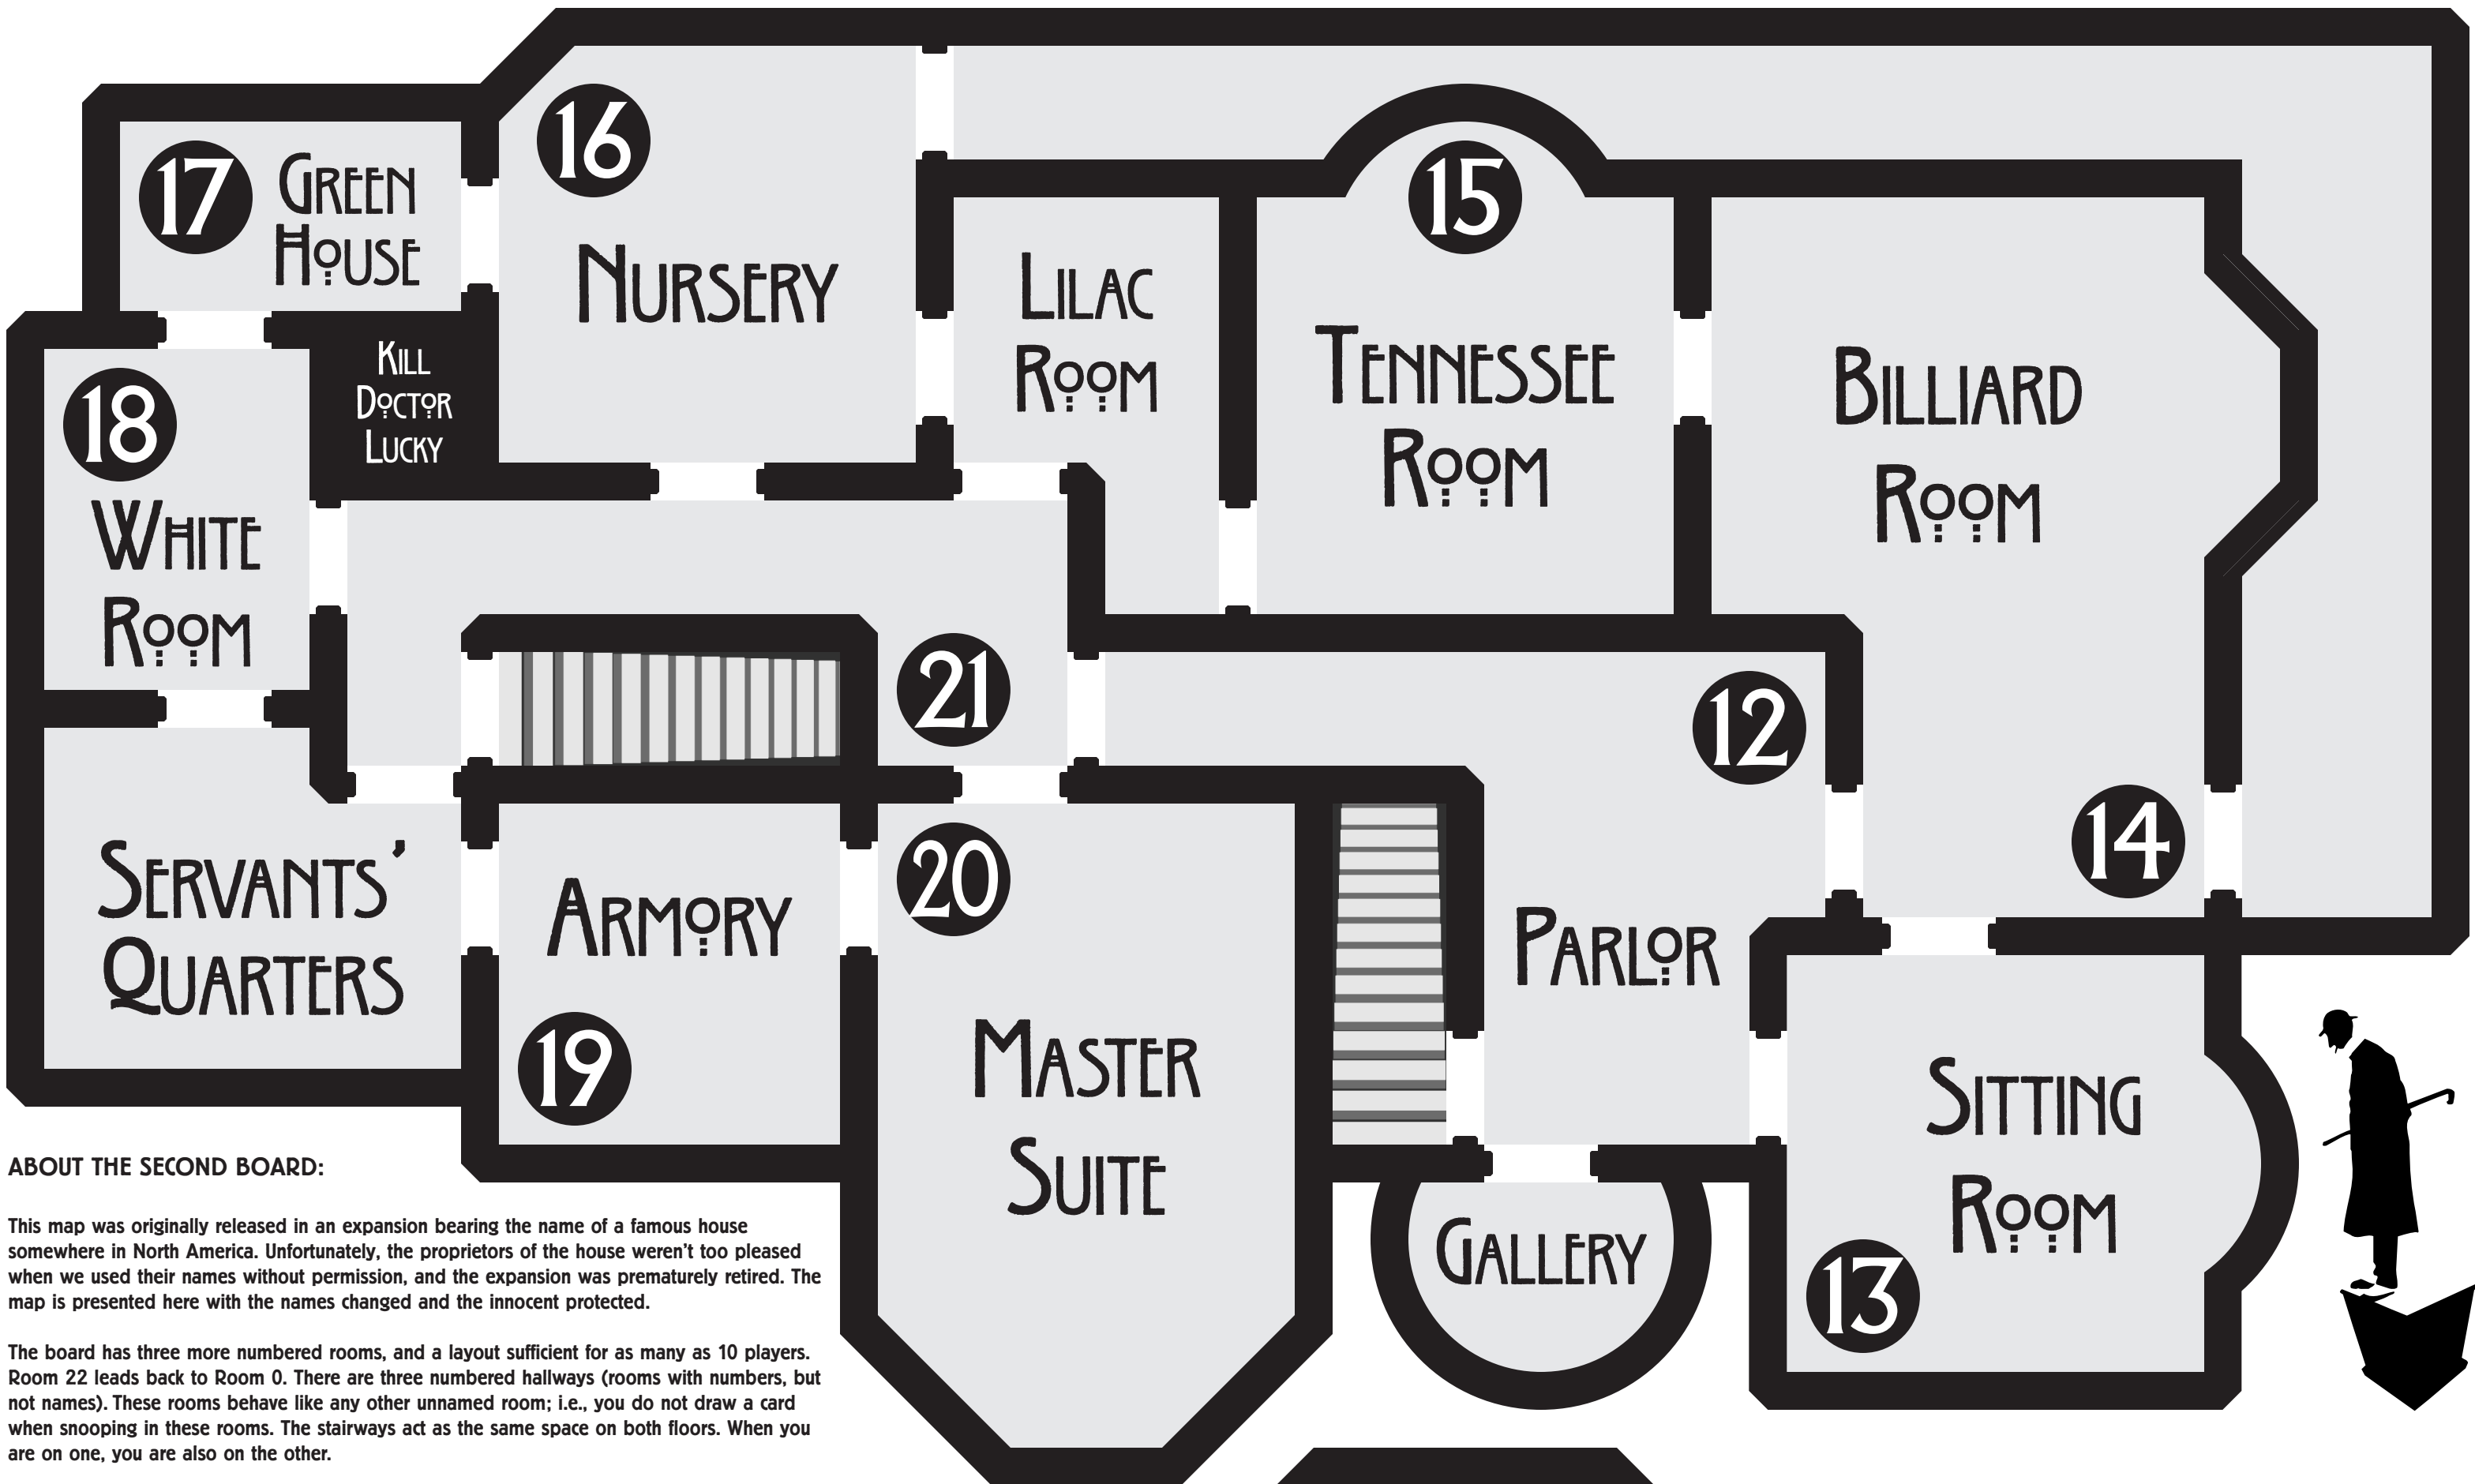 16
17
Green
House
Nursery
15
Lilac
Room
Tennessee
Room
Billiard
Room
Kill
Doctor
Lucky
18
White
Room
21
12
14
20
Servants’
Quarters
Armory
Parlor
19
Master
Suite
Sitting
Room
Gallery
13
ABOUT THE SECOND BOARD:
This map was originally released in an expansion bearing the name of a famous house
somewhere in North America. Unfortunately, the proprietors of the house weren't too pleased
when we used their names without permission, and the expansion was prematurely retired. The
map is presented here with the names changed and the innocent protected.
The board has three more numbered rooms, and a layout sufficient for as many as 10 players.
Room 22 leads back to Room 0. There are three numbered hallways (rooms with numbers, but
not names). These rooms behave like any other unnamed room; i.e., you do not draw a card
when snooping in these rooms. The stairways act as the same space on both floors. When you
are on one, you are also on the other.